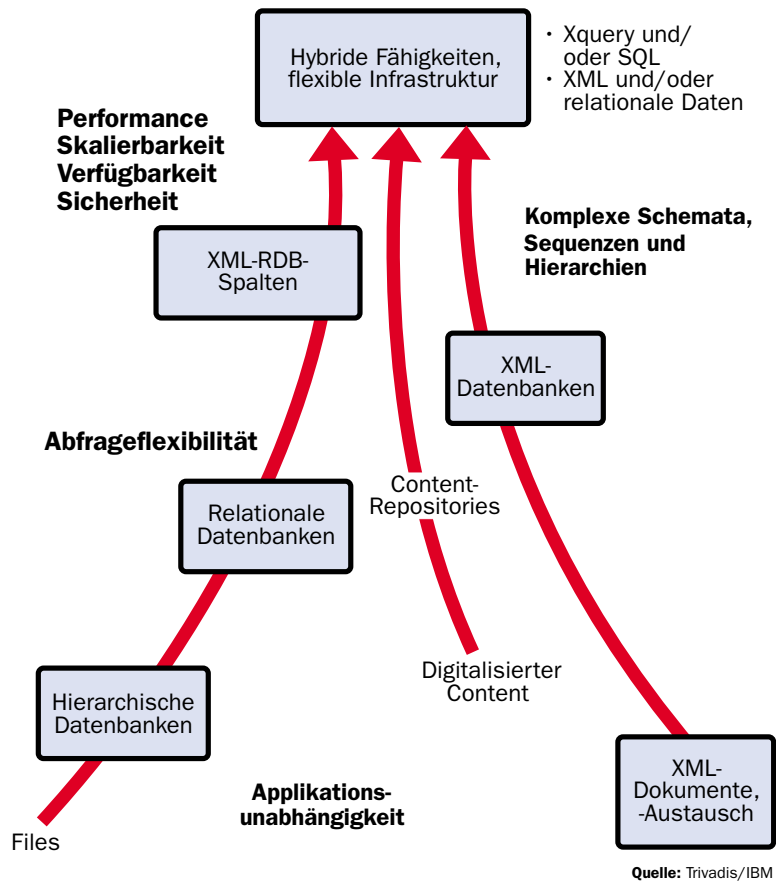 Hybride Fähigkeiten,
flexible Infrastruktur
· Xquery und/
oder SQL
· XML und/oder
relationale Daten
Performance
Skalierbarkeit
Verfügbarkeit
Sicherheit
Komplexe Schemata,
Sequenzen und
Hierarchien
XML-RDB-
Spalten
XML-
Datenbanken
Abfrageflexibilität
Content-
Repositories
Relationale
Datenbanken
Digitalisierter
Content
Hierarchische
Datenbanken
XML-
Dokumente,
-Austausch
Applikations-
unabhängigkeit
Files
Quelle: Trivadis/IBM